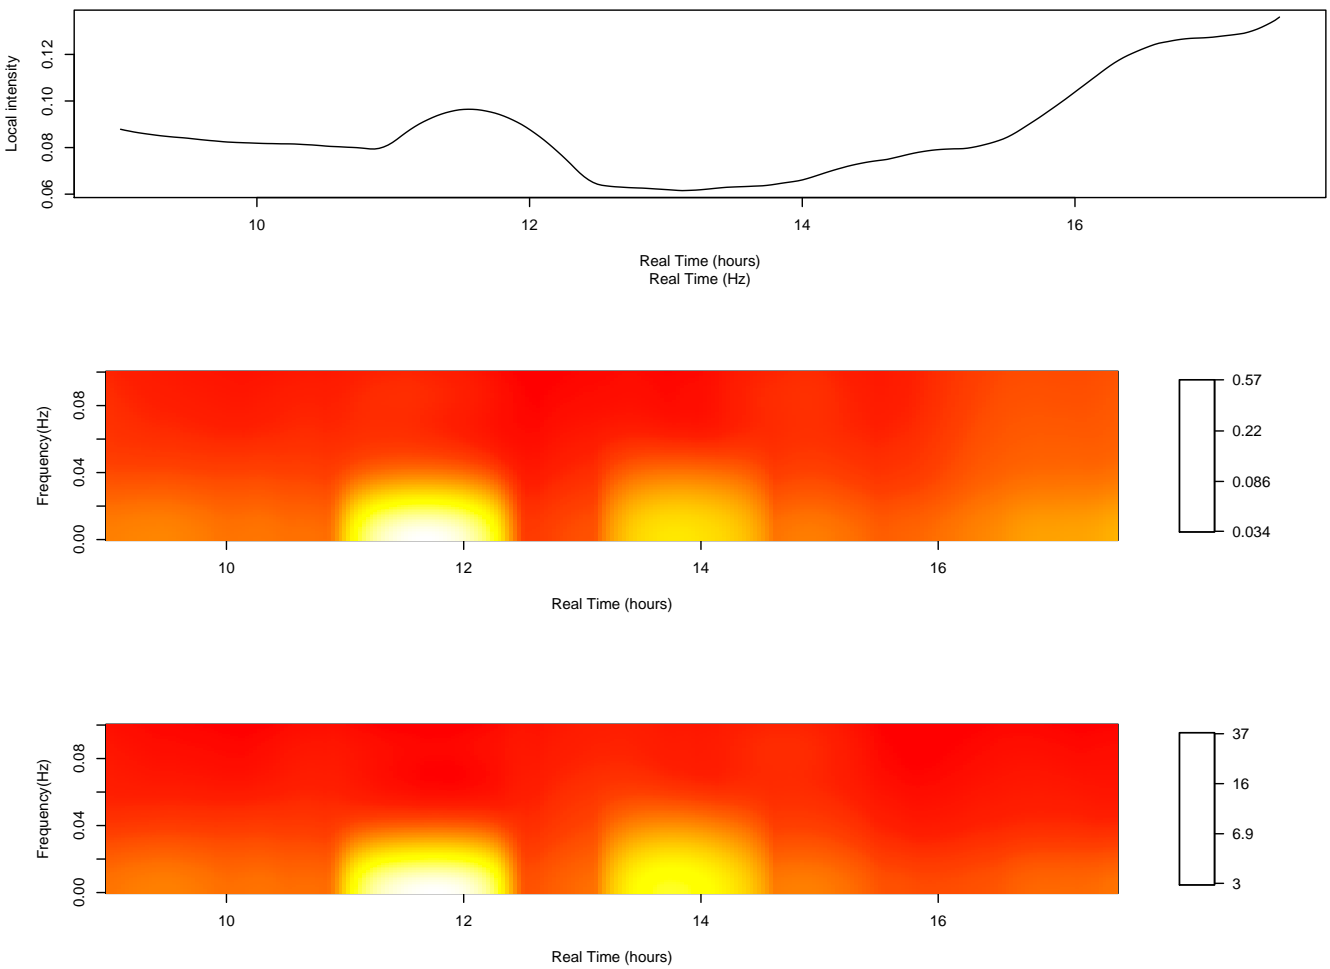 Local intensity
0.12
0.10
0.08
0.06
10 12 14 16
Real Time (hours)
Real Time (Hz)
Frequency(Hz)
0.08
0.04
0.00
10 12 14 16
Real Time (hours)
0.57
0.22
0.086
0.034
Frequency(Hz)
0.08
0.04
0.00
10 12 14 16
Real Time (hours)
37
16
6.9
3